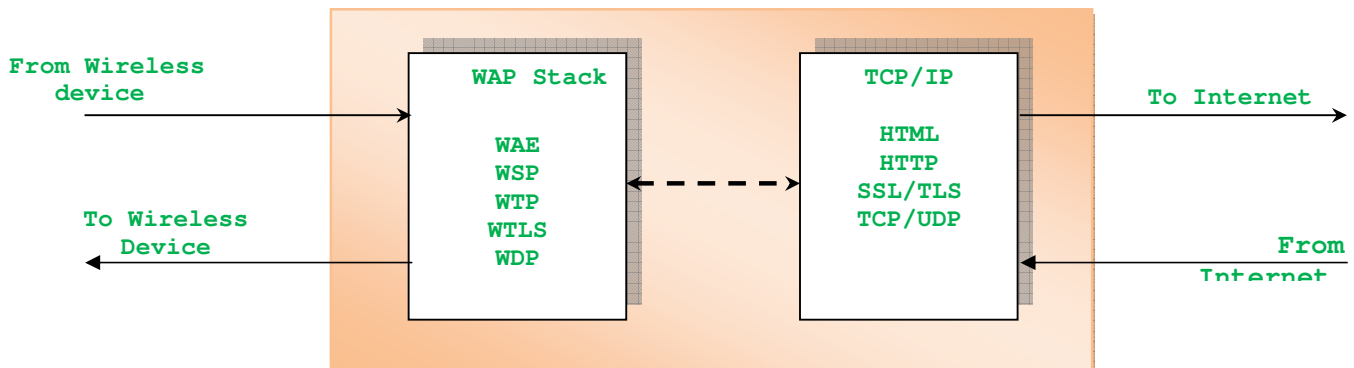 From Wireless
device
WAP Stack
WAE
WSP
WTP
WTLS
WDP
TCP/IP
HTML
HTTP
SSL/TLS
TCP/UDP
To Internet
To Wireless
Device
From
Internet